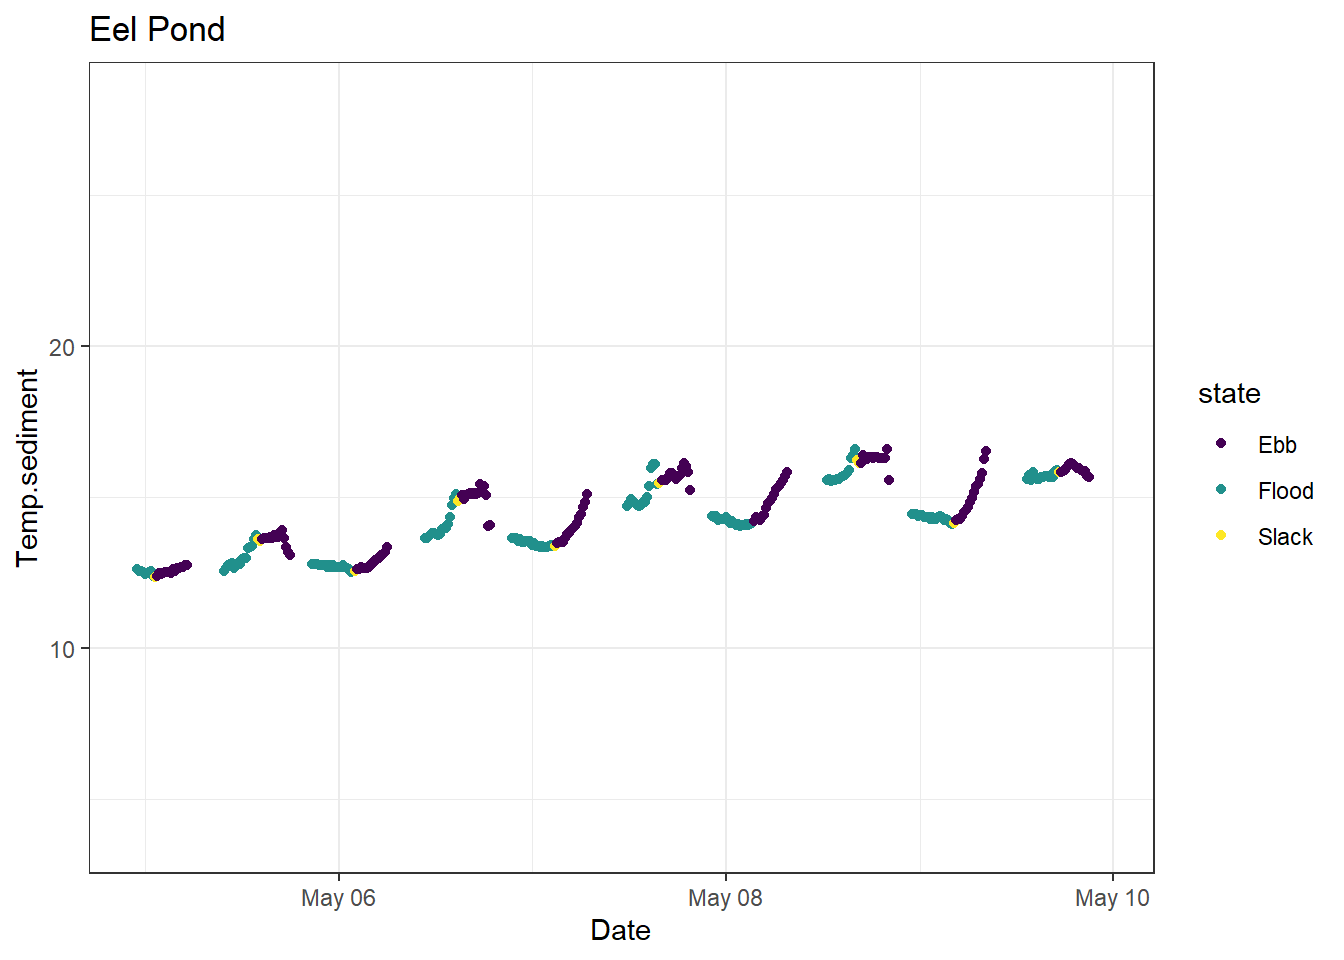 Eel Pond
Temp.sediment
20
10
May 06
May 08
May 10
Date
state
Ebb
Flood
Slack